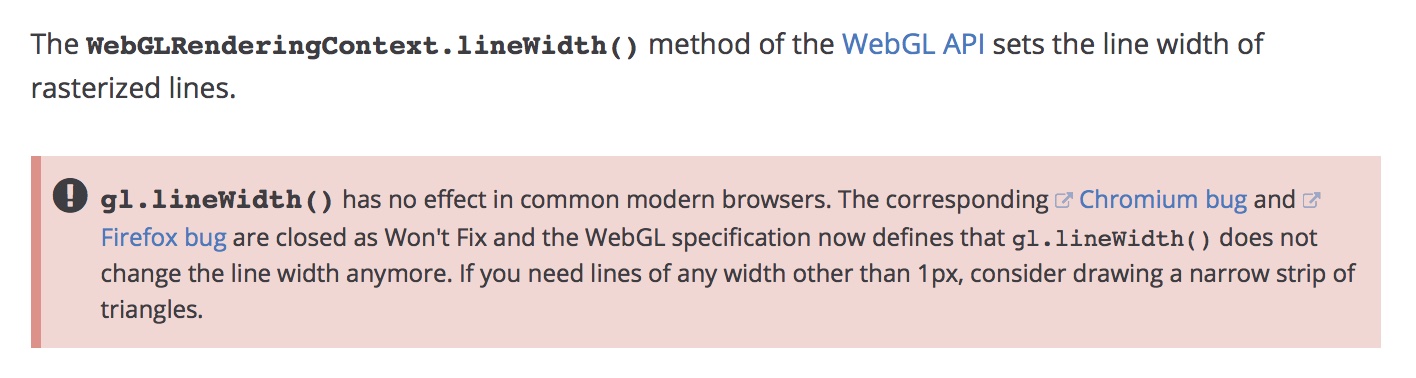 The WebGLRenderingContext.lineWidth() method of the WebGL API sets the line width of
rasterized lines.
gl.lineWidth() has no effect in common modern browsers. The corresponding Chromium bug and
Firefox bug are closed as Won't Fix and the WebGL specification now defines that gl.lineWidth() does not
change the line width anymore. If you need lines of any width other than 1px, consider drawing a narrow strip of
triangles.